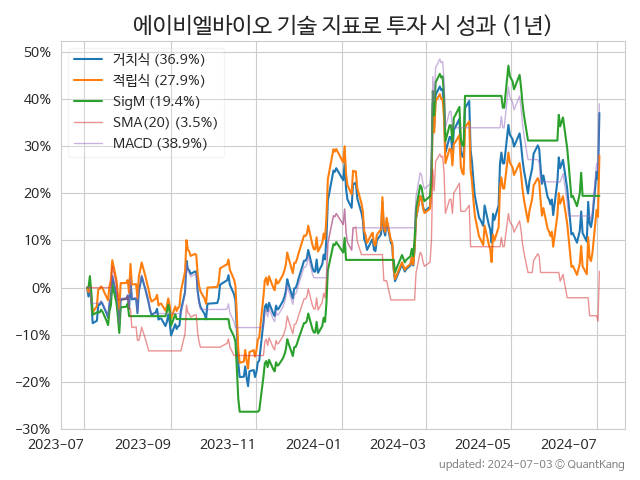 에이비엘바이오 기술 지표로 투자 시 성과 (1년)
거치식 (36.9%)
적립식 (27.9%)
SigM (19.4%)
SMA(20) (3.5%)
MACD (38.9%)
50%
40%
30%
20%
10%
0%
−10%
−20%
−30%
2023-07
2023-09
2023-11
2024-01
2024-03
2024-05
2024-07
updated: 2024-07-03 © QuantKang